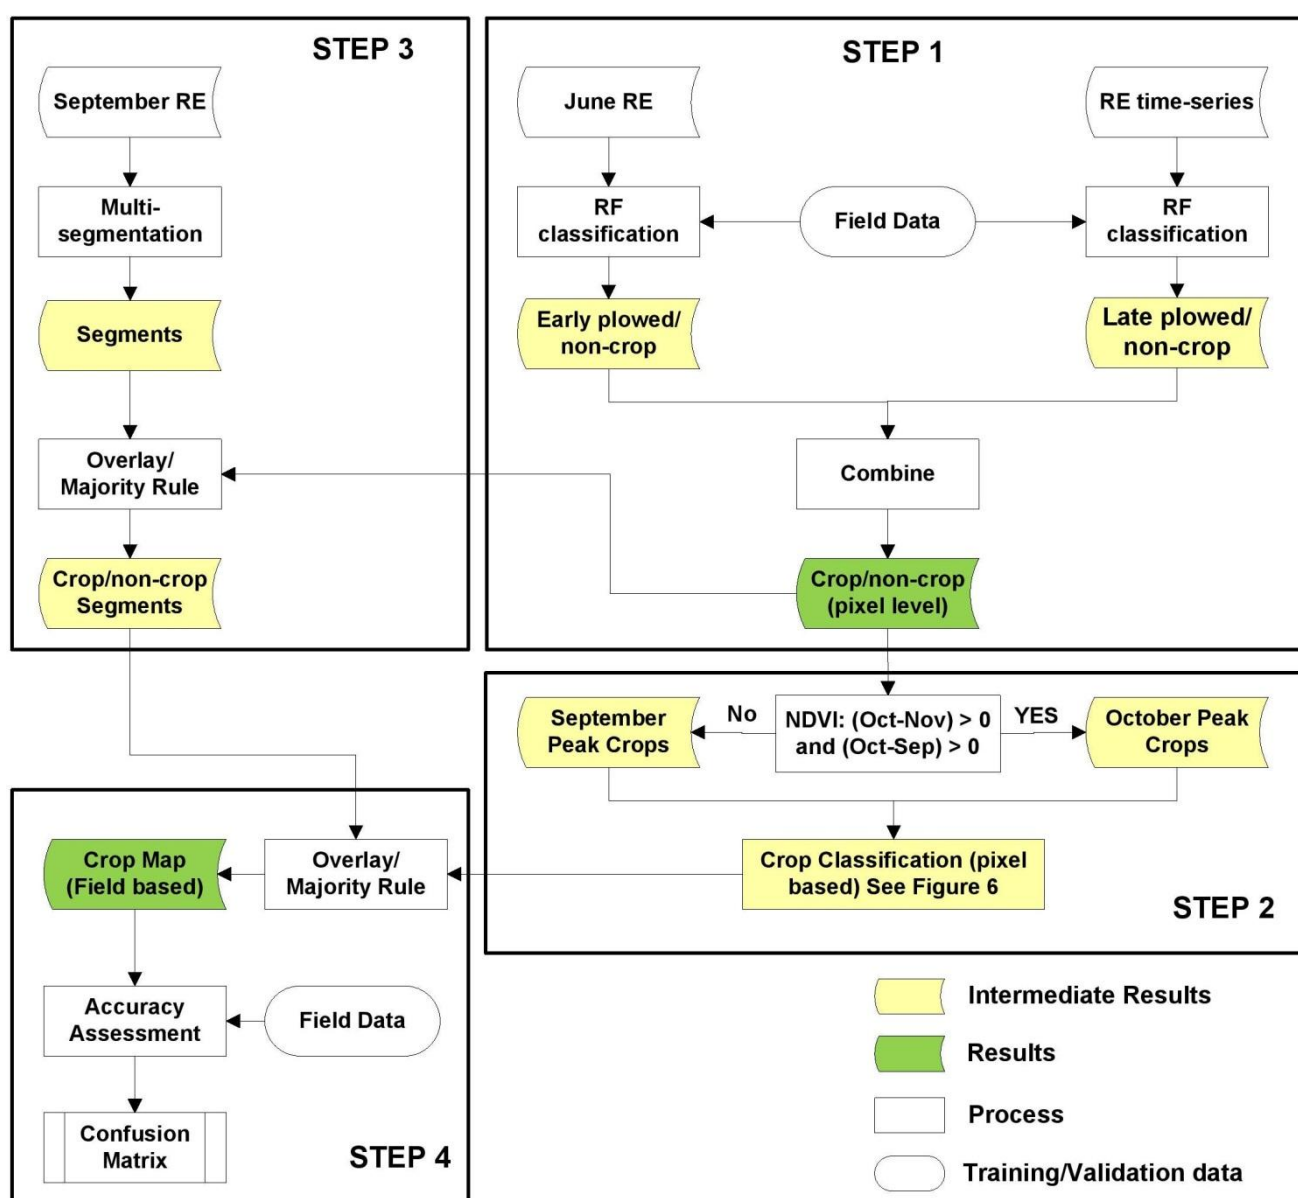 STEP 3
September RE
Multi-
segmentation
Segments
Overlay/
Majority Rule
Crop/non-crop
Segments
STEP 1
June RE
RE time-series
RF
classification
Field Data
RF
classification
Early plowed/
non-crop
Late plowed/
non-crop
Combine
Crop/non-crop
(pixel level)
September
Peak Crops
No
NDVI: (Oct-Nov) > 0
and (Oct-Sep) > 0
YES
October Peak
Crops
Crop Classification (pixel
based) See Figure 6
STEP 2
Crop Map
(Field based)
Overlay/
Majority Rule
Accuracy
Assessment
Field Data
Confusion
Matrix
STEP 4
Intermediate Results
Results
Process
Training/Validation data